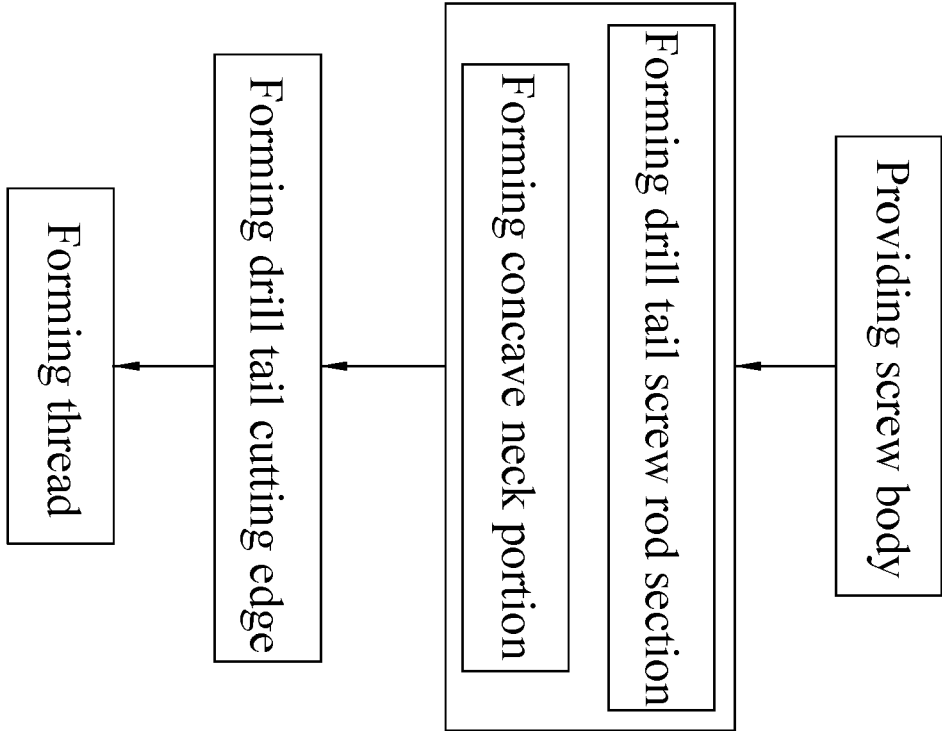 Providing screw body
Forming drill tail screw rod section
Forming concave neck portion
Forming drill tail cutting edge
Forming thread